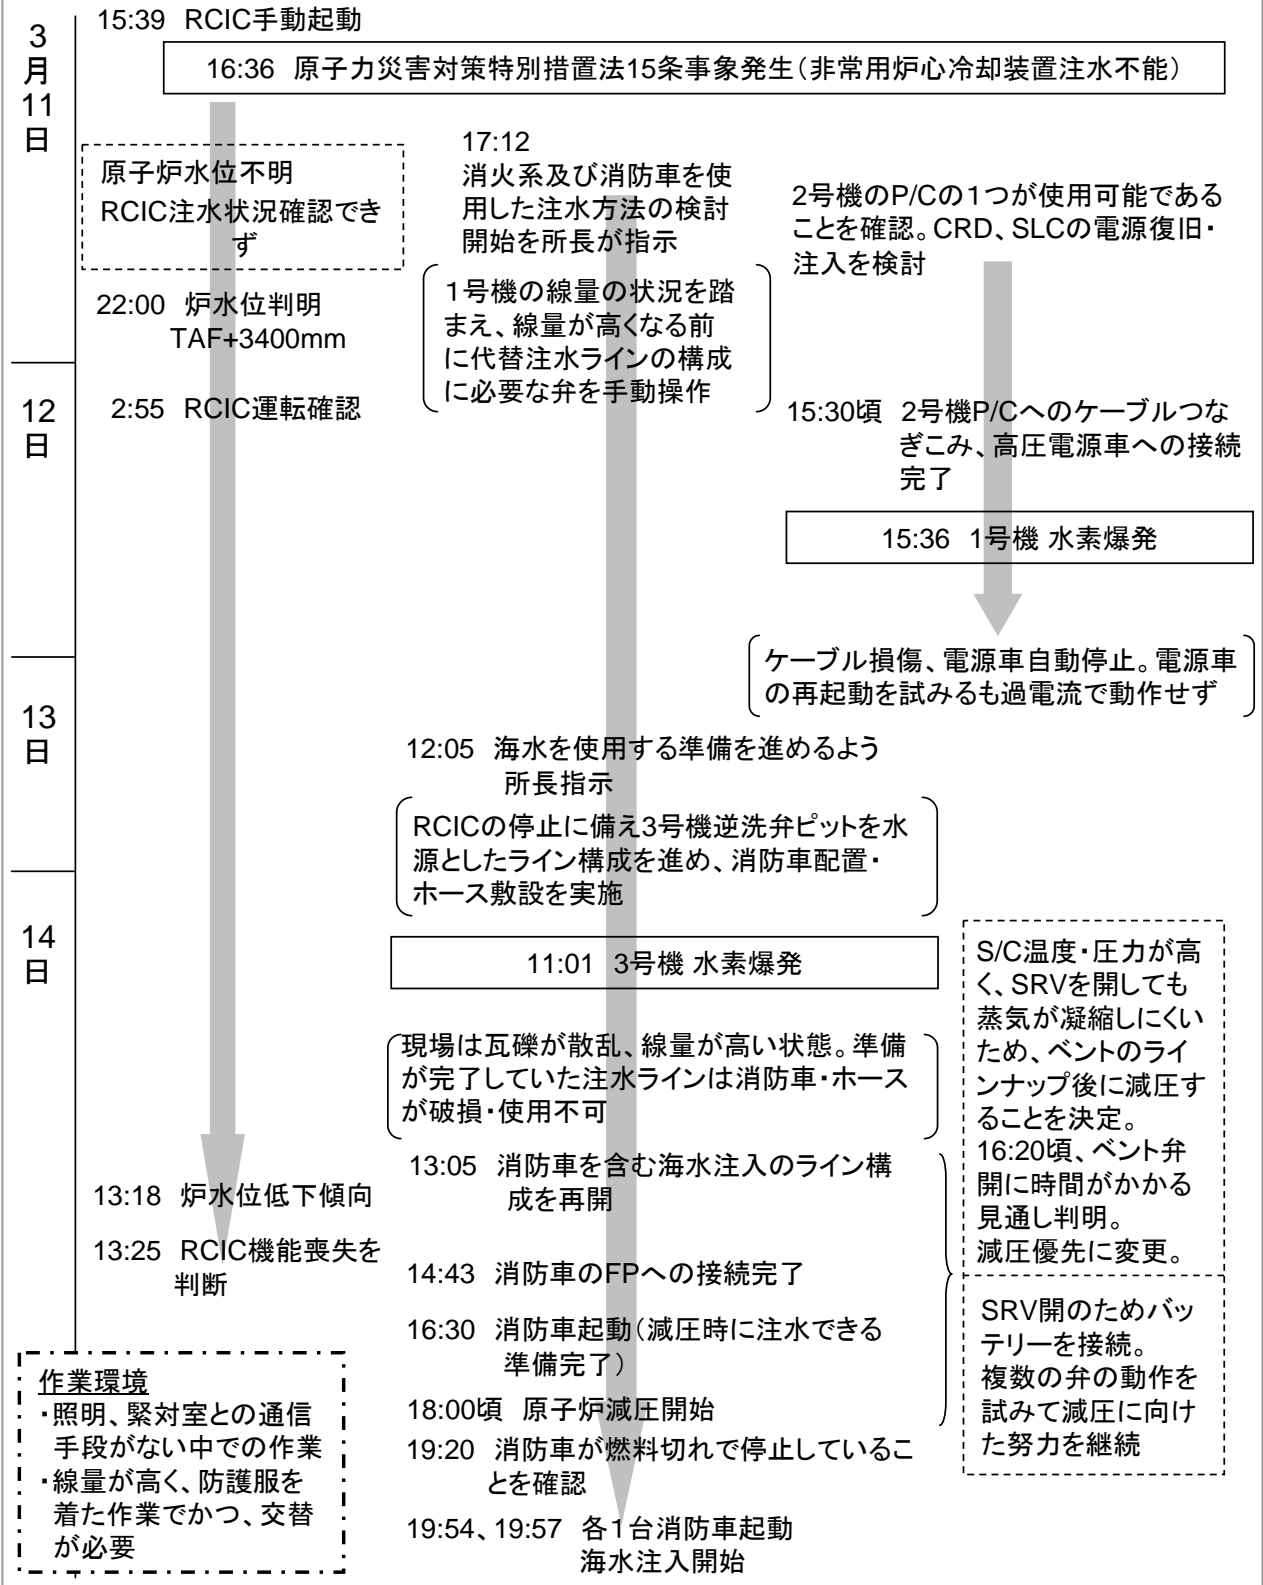 3
月
11
日
15:39 RCIC手動起動
16:36 原子力災害対策特別措置法15条事象発生(非常用炉心冷却装置注水不能)
原子炉水位不明
RCIC注水状況確認でき
ず
22:00 炉水位判明
TAF+3400mm
17:12
消火系及び消防車を使
用した注水方法の検討
開始を所長が指示
1号機の線量の状況を踏
まえ、線量が高くなる前
に代替注水ラインの構成
に必要な弁を手動操作
2号機のP/Cの1つが使用可能である
ことを確認。CRD、SLCの電源復旧・
注入を検討
12
日
2:55 RCIC運転確認
15:30頃 2号機P/Cへのケーブルつな
ぎこみ、高圧電源車への接続
完了
15:36 1号機 水素爆発
ケーブル損傷、電源車自動停止。電源車
の再起動を試みるも過電流で動作せず
13
日
12:05 海水を使用する準備を進めるよう
所長指示
RCICの停止に備え3号機逆洗弁ピットを水
源としたライン構成を進め、消防車配置・
ホース敷設を実施
14
日
11:01 3号機 水素爆発
現場は瓦礫が散乱、線量が高い状態。準備
が完了していた注水ラインは消防車・ホース
が破損・使用不可
13:05 消防車を含む海水注入のライン構
成を再開
13:18 炉水位低下傾向
13:25 RCIC機能喪失を
判断
14:43 消防車のFPへの接続完了
16:30 消防車起動(減圧時に注水できる
準備完了)
18:00頃 原子炉減圧開始
19:20 消防車が燃料切れで停止しているこ
とを確認
19:54、19:57 各1台消防車起動
海水注入開始
S/C温度・圧力が高
く、SRVを開しても
蒸気が凝縮しにくい
ため、ベントのライ
ンナップ後に減圧す
ることを決定。
16:20頃、ベント弁
開に時間がかかる
見通し判明。
減圧優先に変更。
SRV開のためバッ
テリーを接続。
複数の弁の動作を
試みて減圧に向け
た努力を継続
作業環境
・照明、緊対室との通信
手段がない中での作業
・線量が高く、防護服を
着た作業でかつ、交替
が必要